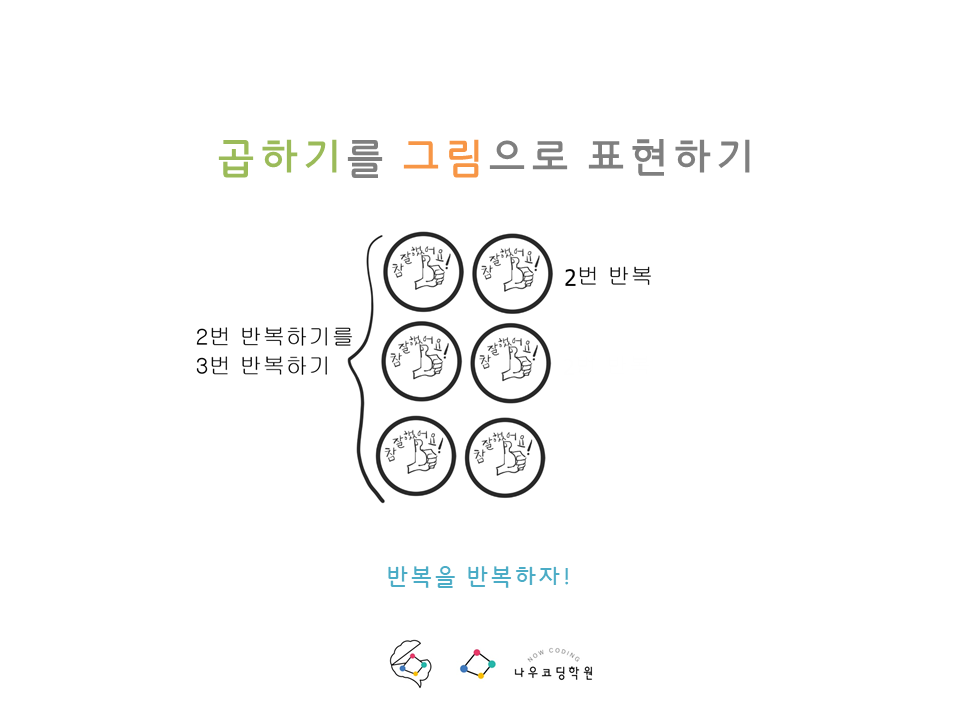 곱하기를 그림으로 표현하기
참 잘했어요!
참 잘했어요!
2번 반복
2번 반복하기를
3번 반복하기
참 잘했어요!
참 잘했어요!
참 잘했어요!
참 잘했어요!
반복을 반복하자!
NOW CODING
나우코딩학원